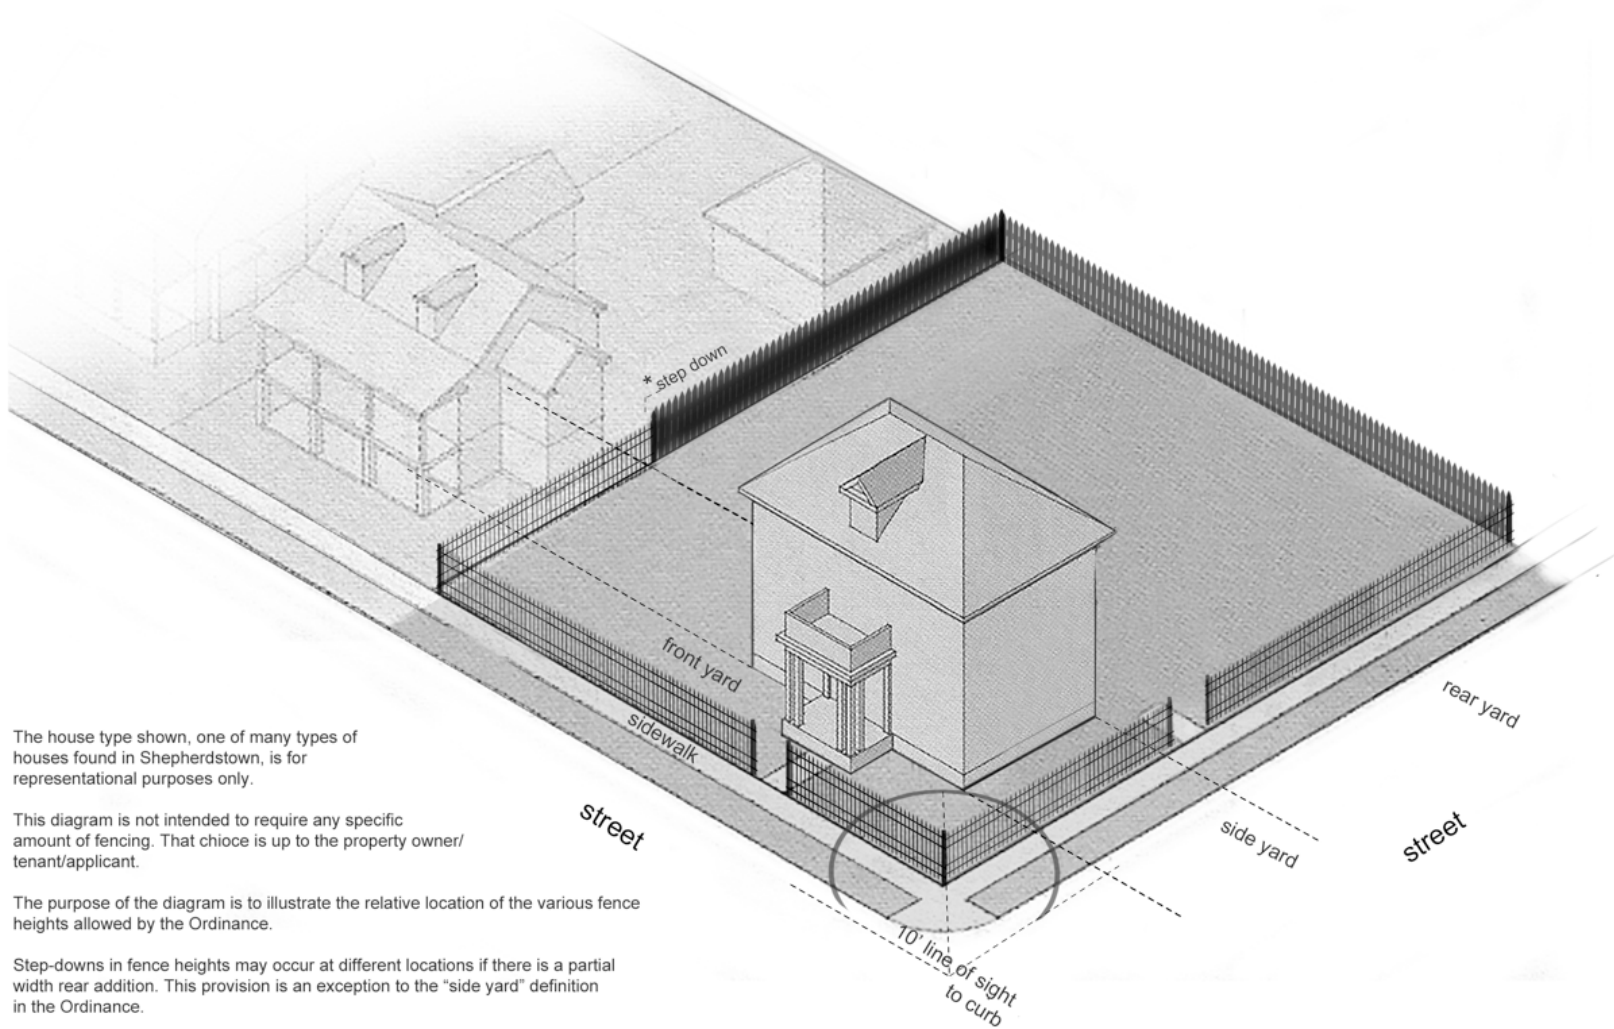 * step down
front yard
sidewalk
rear yard
The house type shown, one of many types of
houses found in Shepherdstown, is for
representational purposes only.
This diagram is not intended to require any specific
amount of fencing. That chioce is up to the property owner/
tenant/applicant.
street
side yard
street
The purpose of the diagram is to illustrate the relative location of the various fence
heights allowed by the Ordinance.
10' line of sight
to curb
Step-downs in fence heights may occur at different locations if there is a partial
width rear addition. This provision is an exception to the “side yard” definition
in the Ordinance.